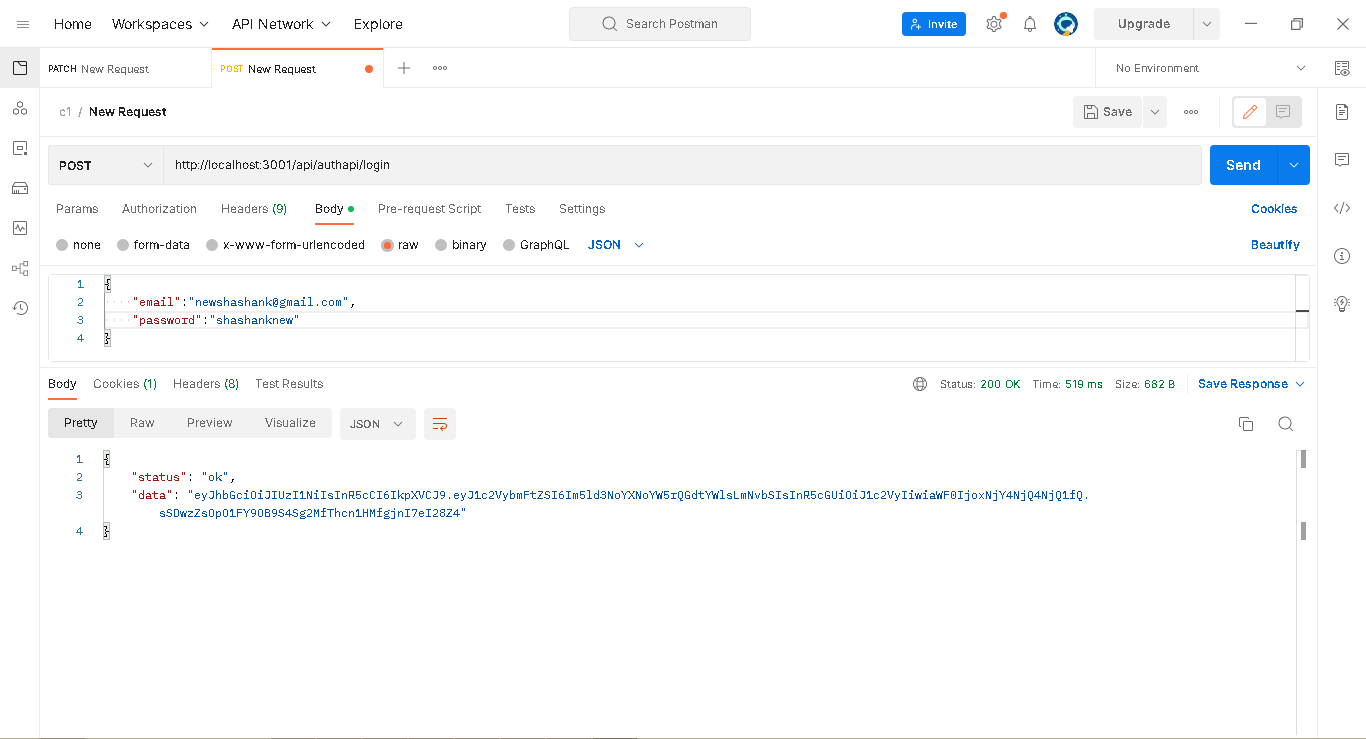 Home Workspaces API Network Explore Search Postman Invite Upgrade
PATCH New Request POST New Request No Environment
c1 / New Request Save
POST http://localhost:3001/api/authapi/login Send
Params Authorization Headers (9) Body Pre-request Script Tests Settings Cookies
none form-data x-www-form-urlencoded raw binary GraphQL JSON Beautify
1 {
2 "email":"newshashank@gmail.com",
3 "password":"shashanknew"
4 }
Body Cookies (1) Headers (8) Test Results Status: 200 OK Time: 519 ms Size: 682 B Save Response
Pretty Raw Preview Visualize JSON
1 {
2 "status": "ok",
3 "data": "eyJhbGciOiJIUzI1NiIsInR5cCI6IkpXVCJ9.eyJ1c2VybmFtZSI6Im5ld3NoYXNoYW5rQGdtYWlsLmNvbSIsInR5cGUiOiJ1c2VyIiwiaWF0IjoxNjY4NjQ4NjQ1fQ.
sSDwzZsOpO1FY9OB9S4Sg2MfThcn1HMfgjnI7eI28Z4"
4 }